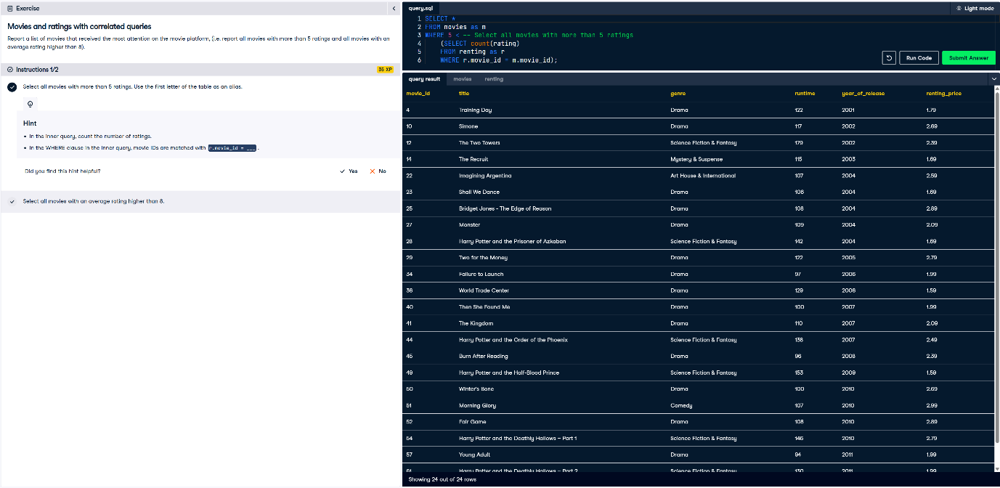 Exercise
Movies and ratings with correlated queries
Report a list of movies that received the most attention on the movie platform, (i.e. report all movies with more than 5 ratings and all movies with an
average rating higher than 8).
Instructions 1/2
35 XP
Select all movies with more than 5 ratings. Use the first letter of the table as an alias.
Hint
• In the inner query, count the number of ratings.
• In the WHERE clause in the inner query, movie IDs are matched with r.movie_id = ___ .
Did you find this hint helpful?
Yes
No
Select all movies with an average rating higher than 8.
query.sql
Light mode
1 SELECT *
2 FROM movies as m
3 WHERE 5 < -- Select all movies with more than 5 ratings
4 (SELECT count(rating)
5 FROM renting as r
6 WHERE r.movie_id = m.movie_id);
Run Code
Submit Answer
query result movies renting
movie_id title genre runtime year_of_release renting_price
4 Training Day Drama 122 2001 1.79
10 Simone Drama 117 2002 2.69
12 The Two Towers Science Fiction & Fantasy 179 2002 2.39
14 The Recruit Mystery & Suspense 115 2003 1.69
22 Imagining Argentina Art House & International 107 2004 2.59
23 Shall We Dance Drama 106 2004 1.69
25 Bridget Jones - The Edge of Reason Drama 108 2004 2.89
27 Monster Drama 109 2004 2.09
28 Harry Potter and the Prisoner of Azkaban Science Fiction & Fantasy 142 2004 1.69
29 Two for the Money Drama 122 2005 2.79
34 Failure to Launch Drama 97 2006 1.99
36 World Trade Center Drama 129 2006 1.59
40 Then She Found Me Drama 100 2007 1.99
41 The Kingdom Drama 110 2007 2.09
44 Harry Potter and the Order of the Phoenix Science Fiction & Fantasy 138 2007 2.49
45 Burn After Reading Drama 96 2008 2.39
49 Harry Potter and the Half-Blood Prince Science Fiction & Fantasy 153 2009 1.59
50 Winter's Bone Drama 100 2010 2.69
51 Morning Glory Comedy 107 2010 2.99
52 Fair Game Drama 108 2010 2.89
54 Harry Potter and the Deathly Hallows – Part 1 Science Fiction & Fantasy 146 2010 2.79
57 Young Adult Drama 94 2011 1.99
61 Harry Potter and the Deathly Hallows – Part 2 Science Fiction & Fantasy 130 2011 1.99
Showing 24 out of 24 rows